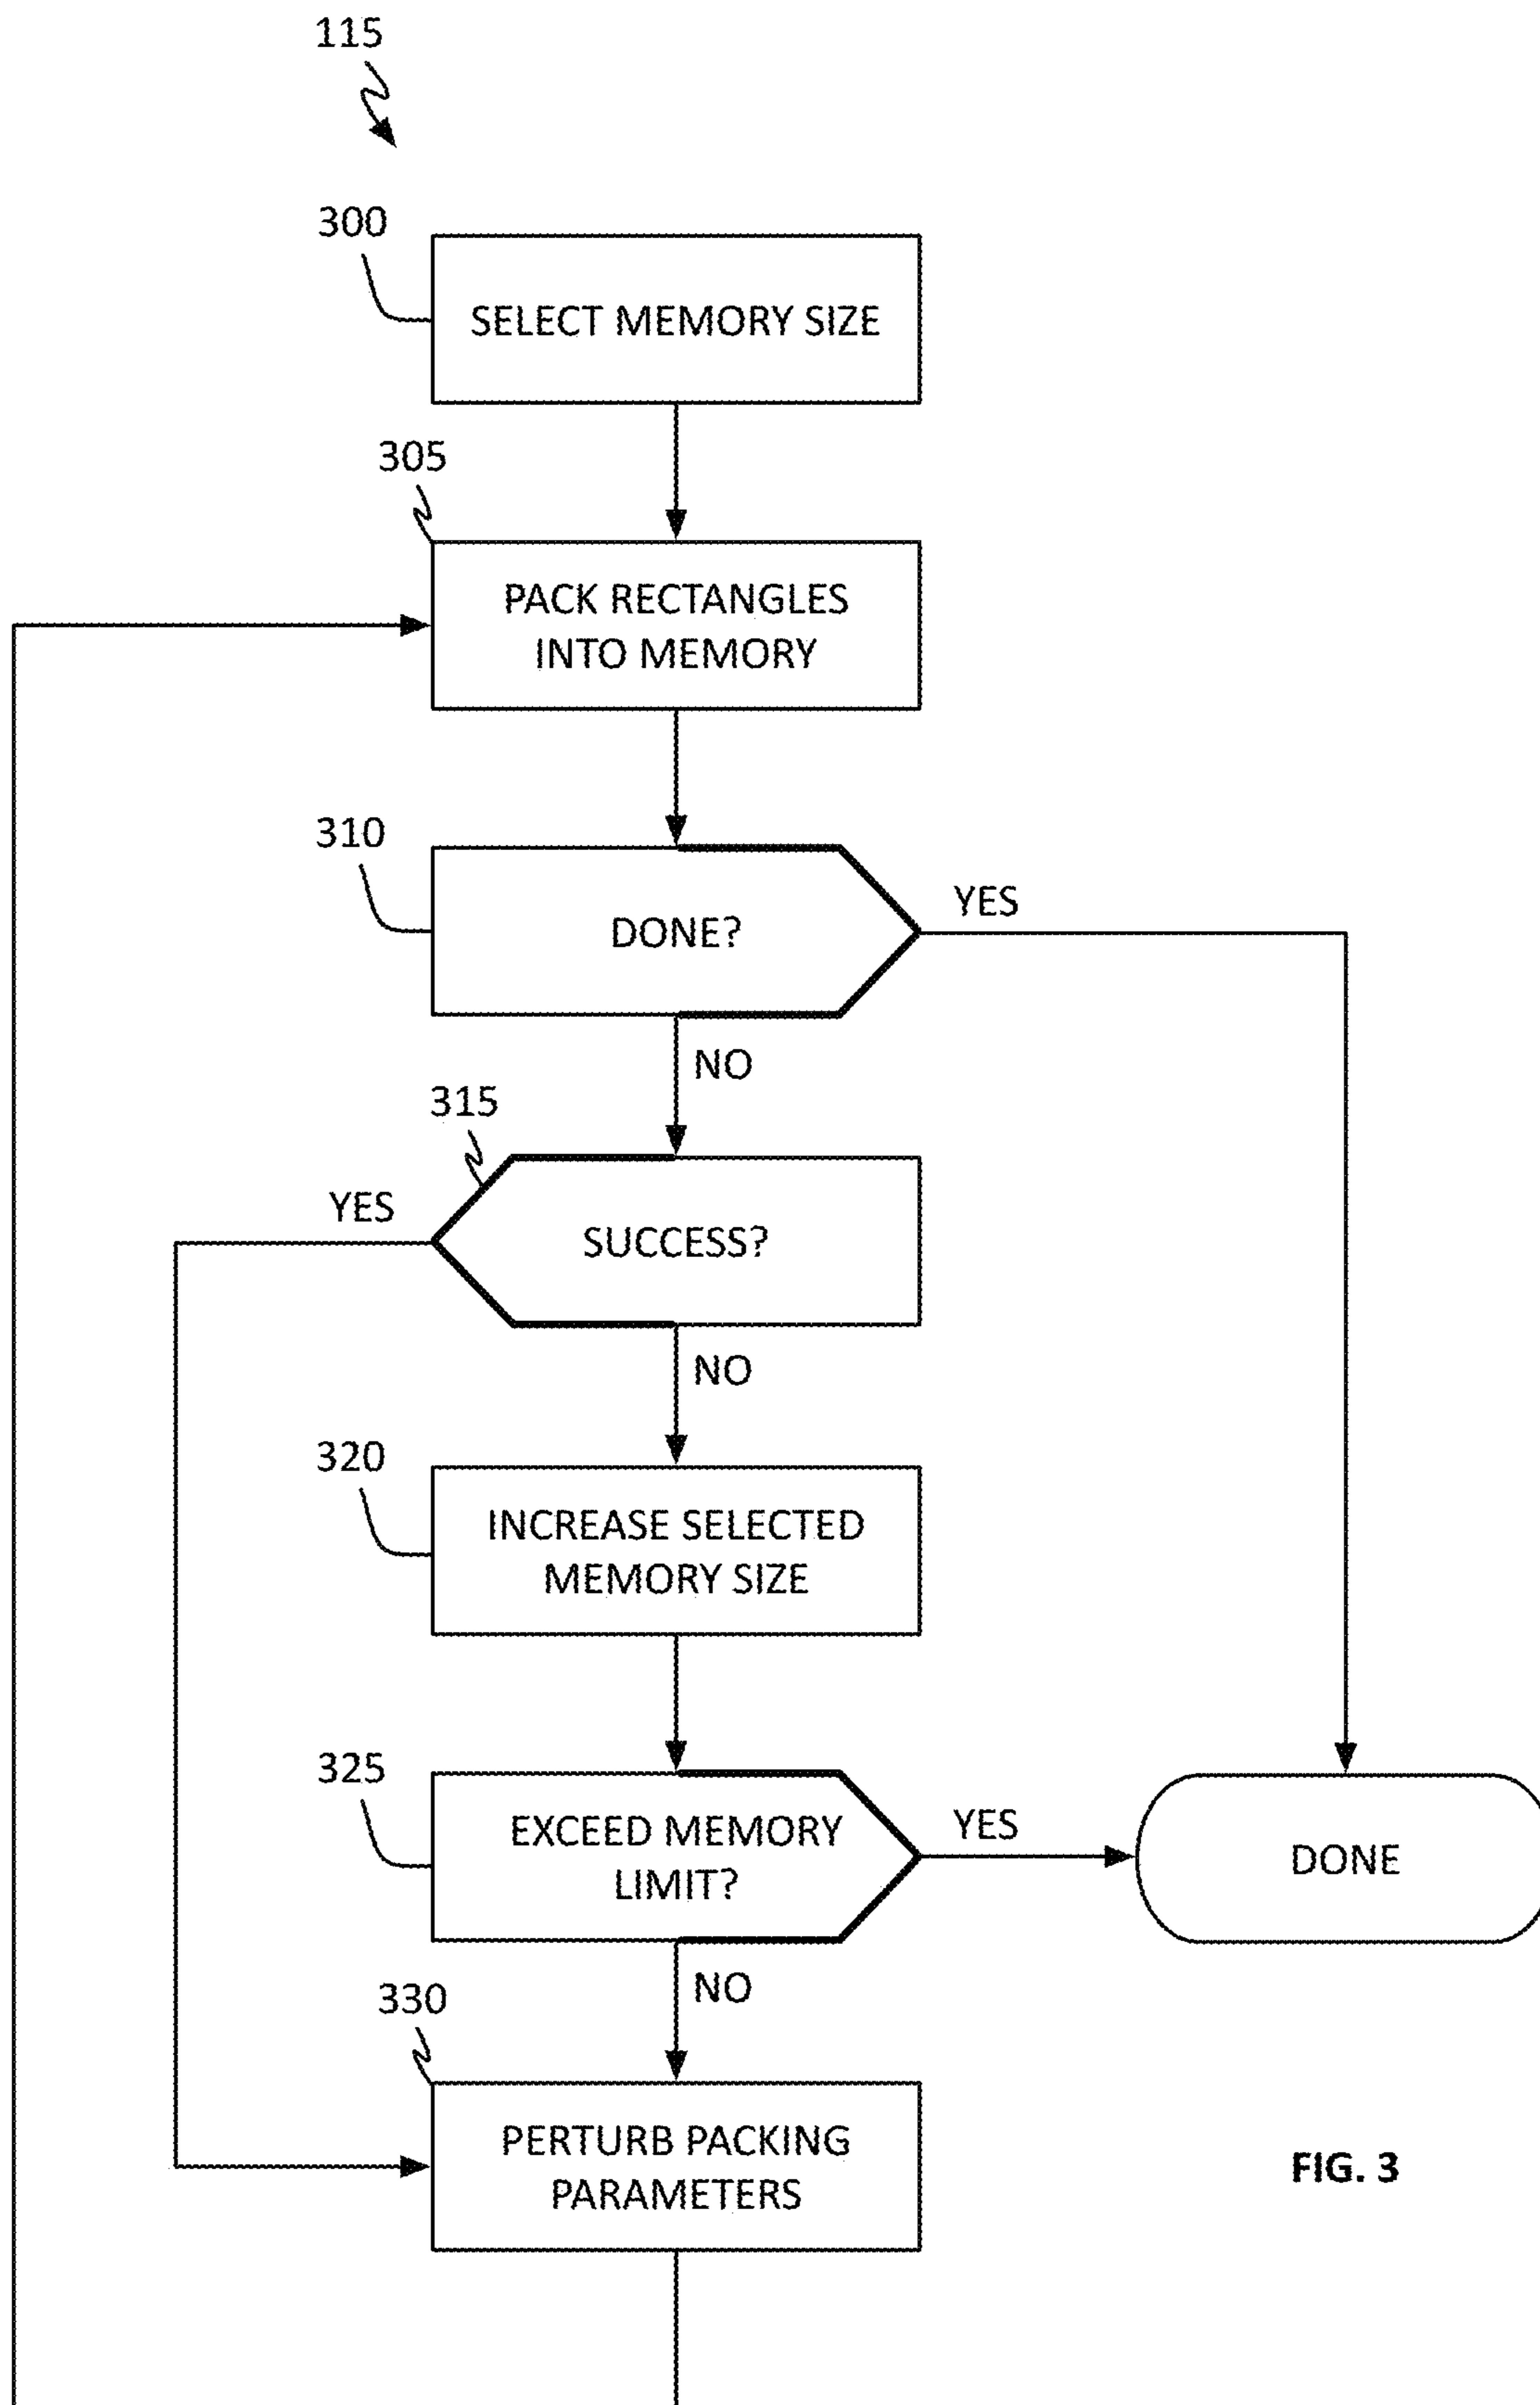 115
300
SELECT MEMORY SIZE
305
PACK RECTANGLES
INTO MEMORY
310
DONE?
YES
NO
315
YES
SUCCESS?
NO
320
INCREASE SELECTED
MEMORY SIZE
325
EXCEED MEMORY
LIMIT?
YES
DONE
NO
330
PERTURB PACKING
PARAMETERS
FIG. 3